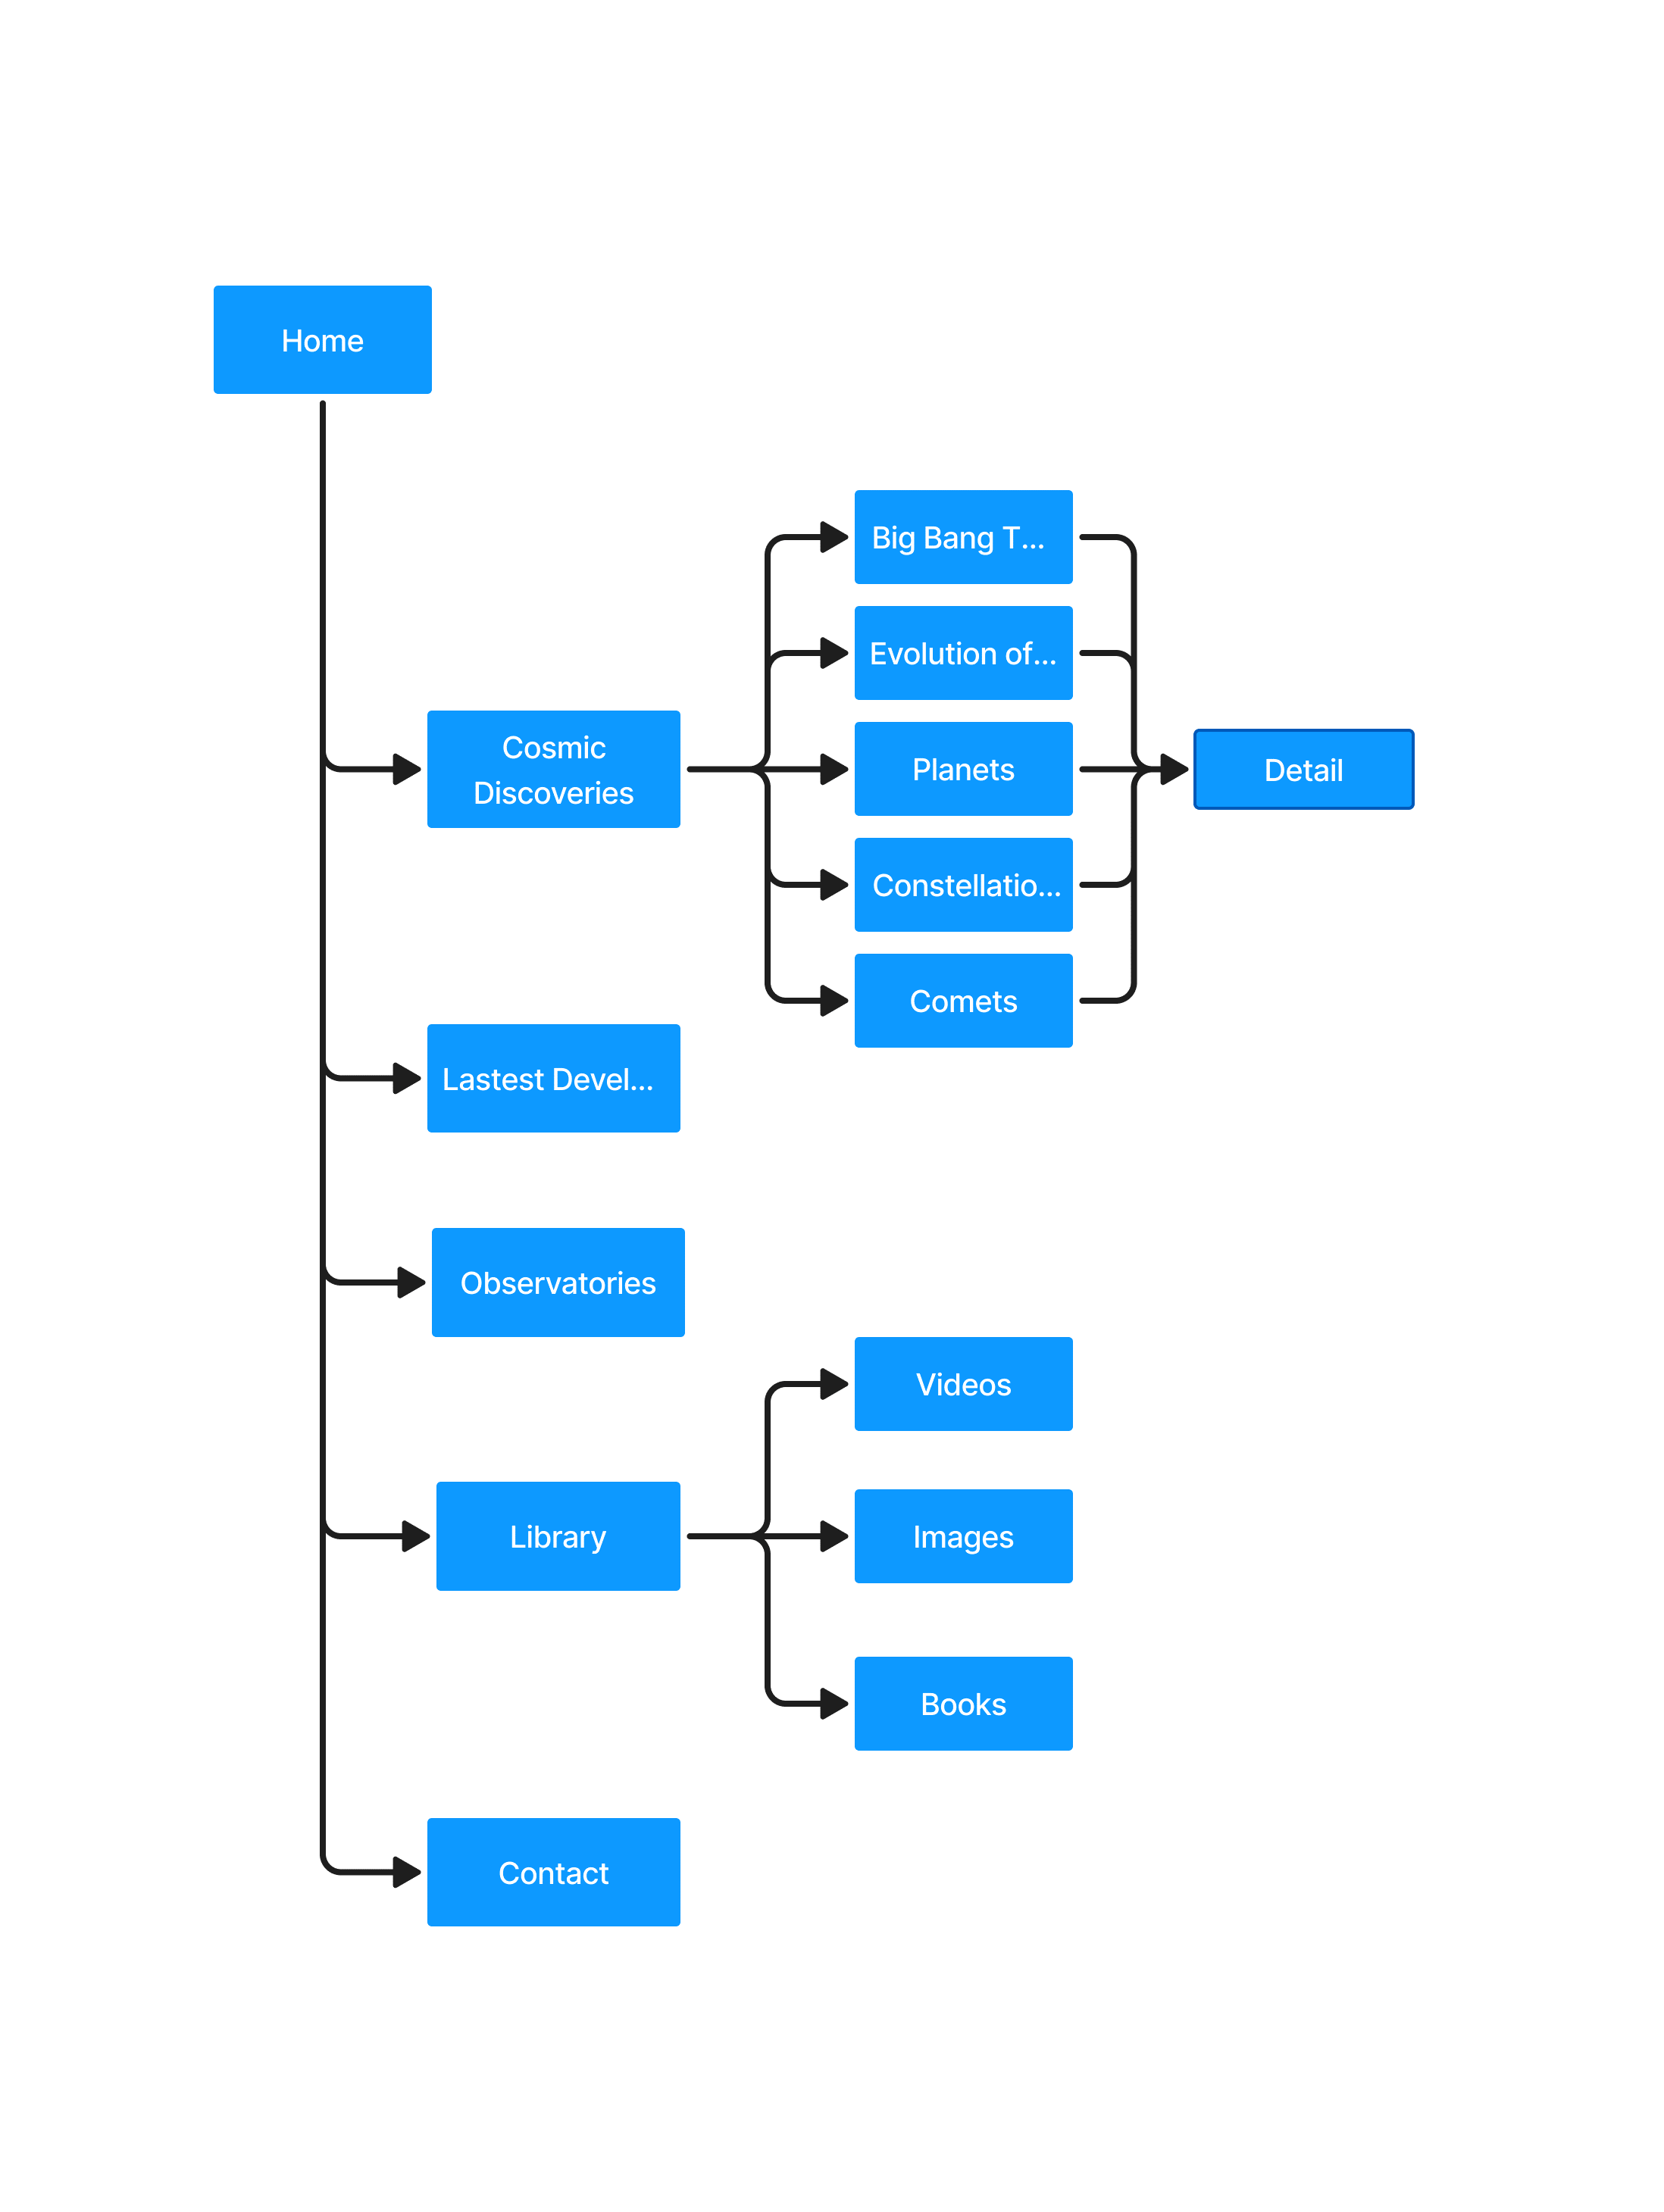 Home
Big Bang T...
Evolution of...
Cosmic
Discoveries
Planets
Detail
Constellatio...
Comets
Lastest Devel...
Observatories
Videos
Library
Images
Books
Contact